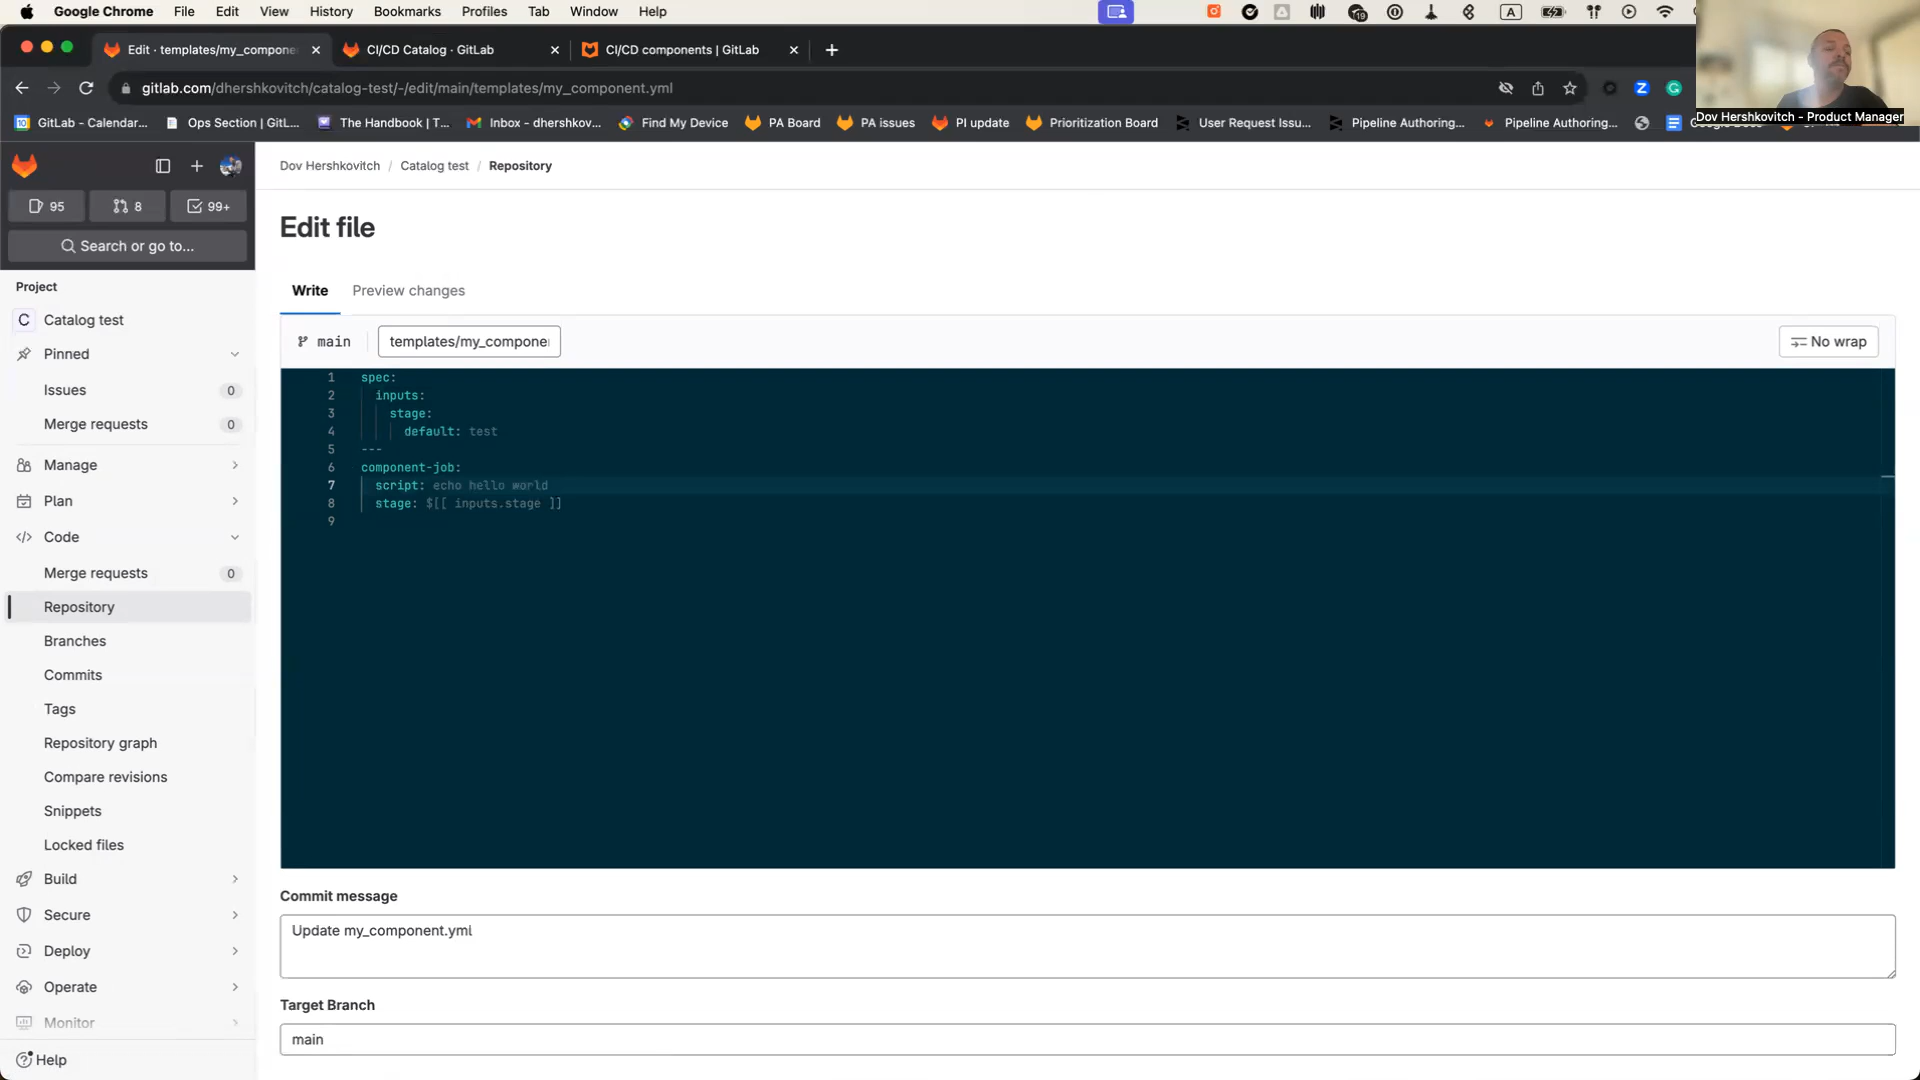 Google Chrome File Edit View History Bookmarks Profiles Tab Window Help
A
19
Edit · templates/my_compone
CI/CD Catalog · GitLab
CI/CD components | GitLab
gitlab.com/dhershkovitch/catalog-test/-/edit/main/templates/my_component.yml
Dov Hershkovitch - Product Manager
GitLab - Calendar...
Ops Section | GitL...
The Handbook | T...
Inbox - dhershkov...
Find My Device
PA Board
PA issues
PI update
Prioritization Board
User Request Issu...
Pipeline Authoring...
Pipeline Authoring...
95
8
99+
Search or go to...
Project
C Catalog test
Pinned
Issues 0
Merge requests 0
Manage
Plan
Code
Merge requests 0
Repository
Branches
Commits
Tags
Repository graph
Compare revisions
Snippets
Locked files
Build
Secure
Deploy
Operate
Monitor
Help
Dov Hershkovitch / Catalog test / Repository
Edit file
Write Preview changes
main templates/my_compone No wrap
1 spec:
2 inputs:
3 stage:
4 default: test
5 ---
6 component-job:
7 script: echo hello world
8 stage: $[[ inputs.stage ]]
9
Commit message
Update my_component.yml
Target Branch
main